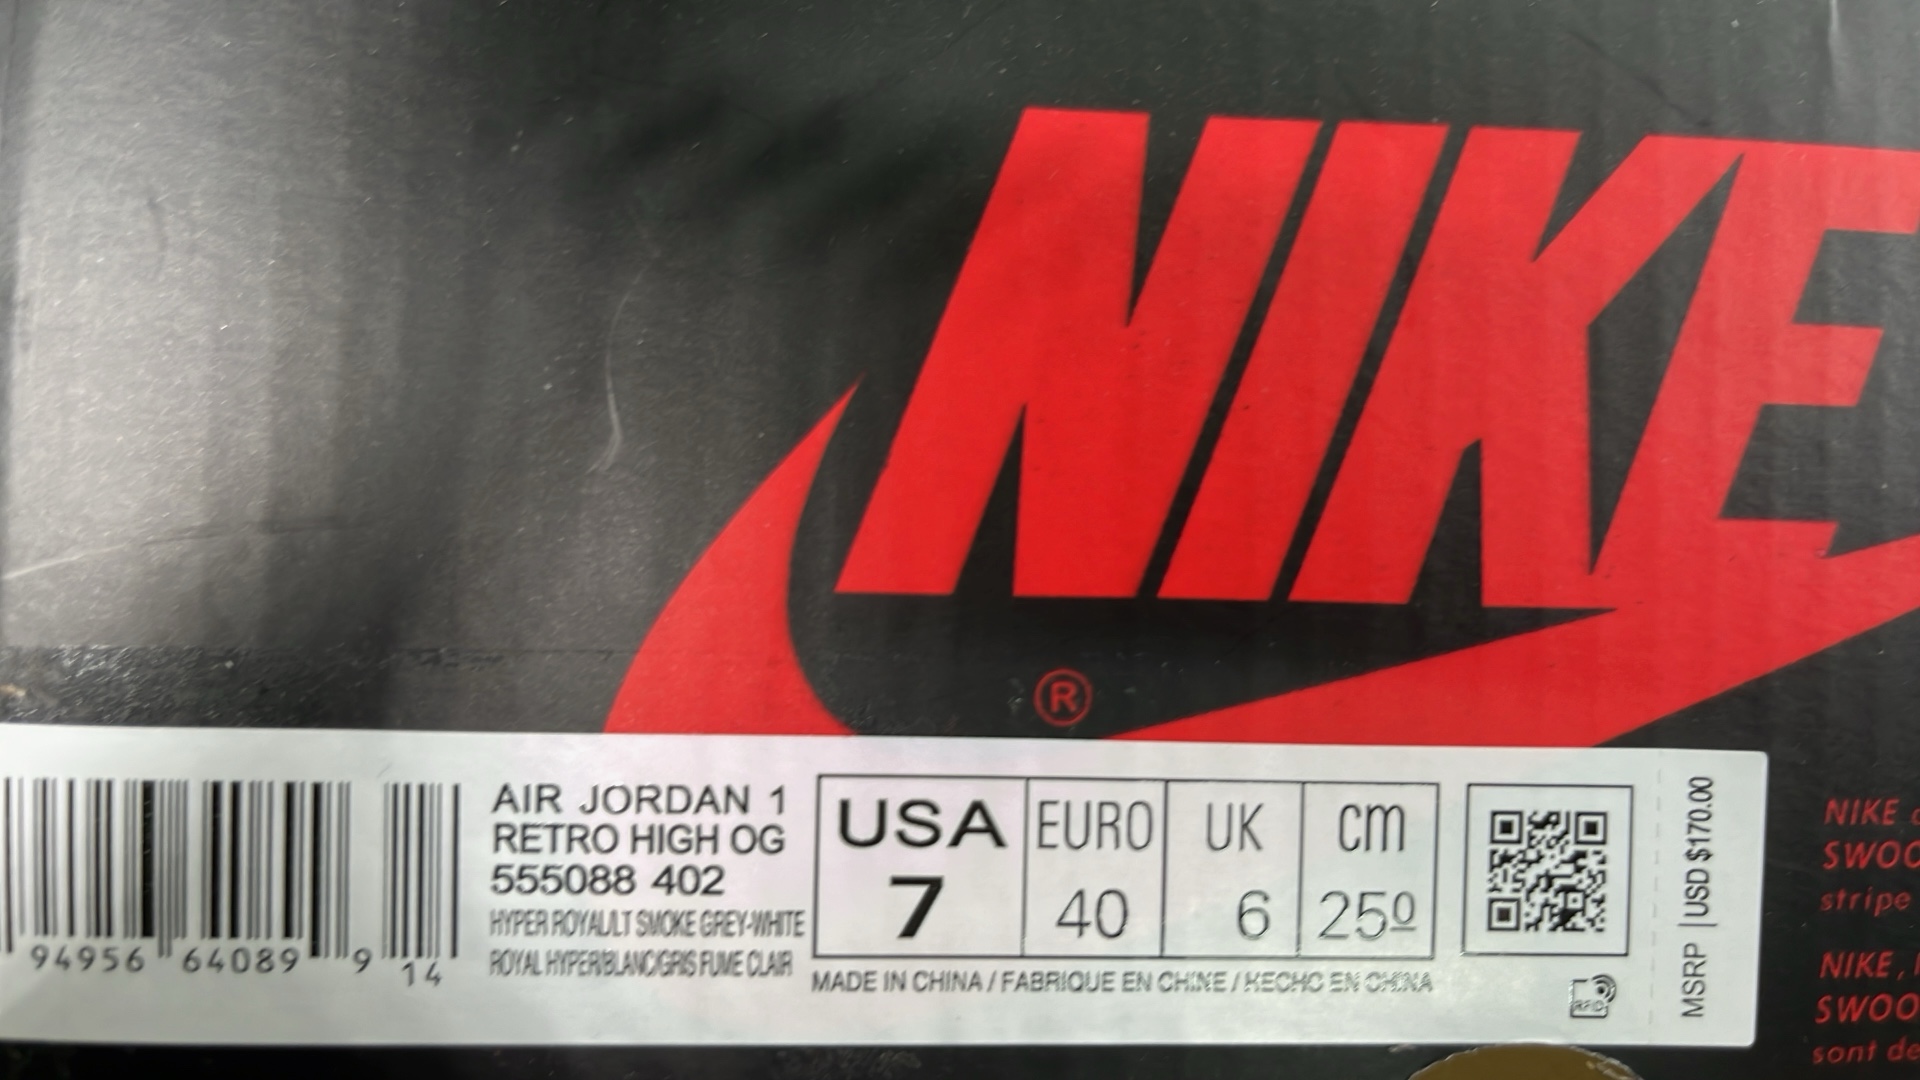 NIKE
®
AIR JORDAN 1
RETRO HIGH OG
555088 402
HYPER ROYAL/LT SMOKE GREY-WHITE
ROYAL HYPER/BLANC/GRIS FUME CLAIR
94956 64089 9 14
USA EURO UK cm
7 40 6 25º
MADE IN CHINA / FABRIQUE EN CHINE / HECHO EN CHINA
MSRP | USD $170.00
NIKE
SWOO
stripe
NIKE,
SWOO
sont de